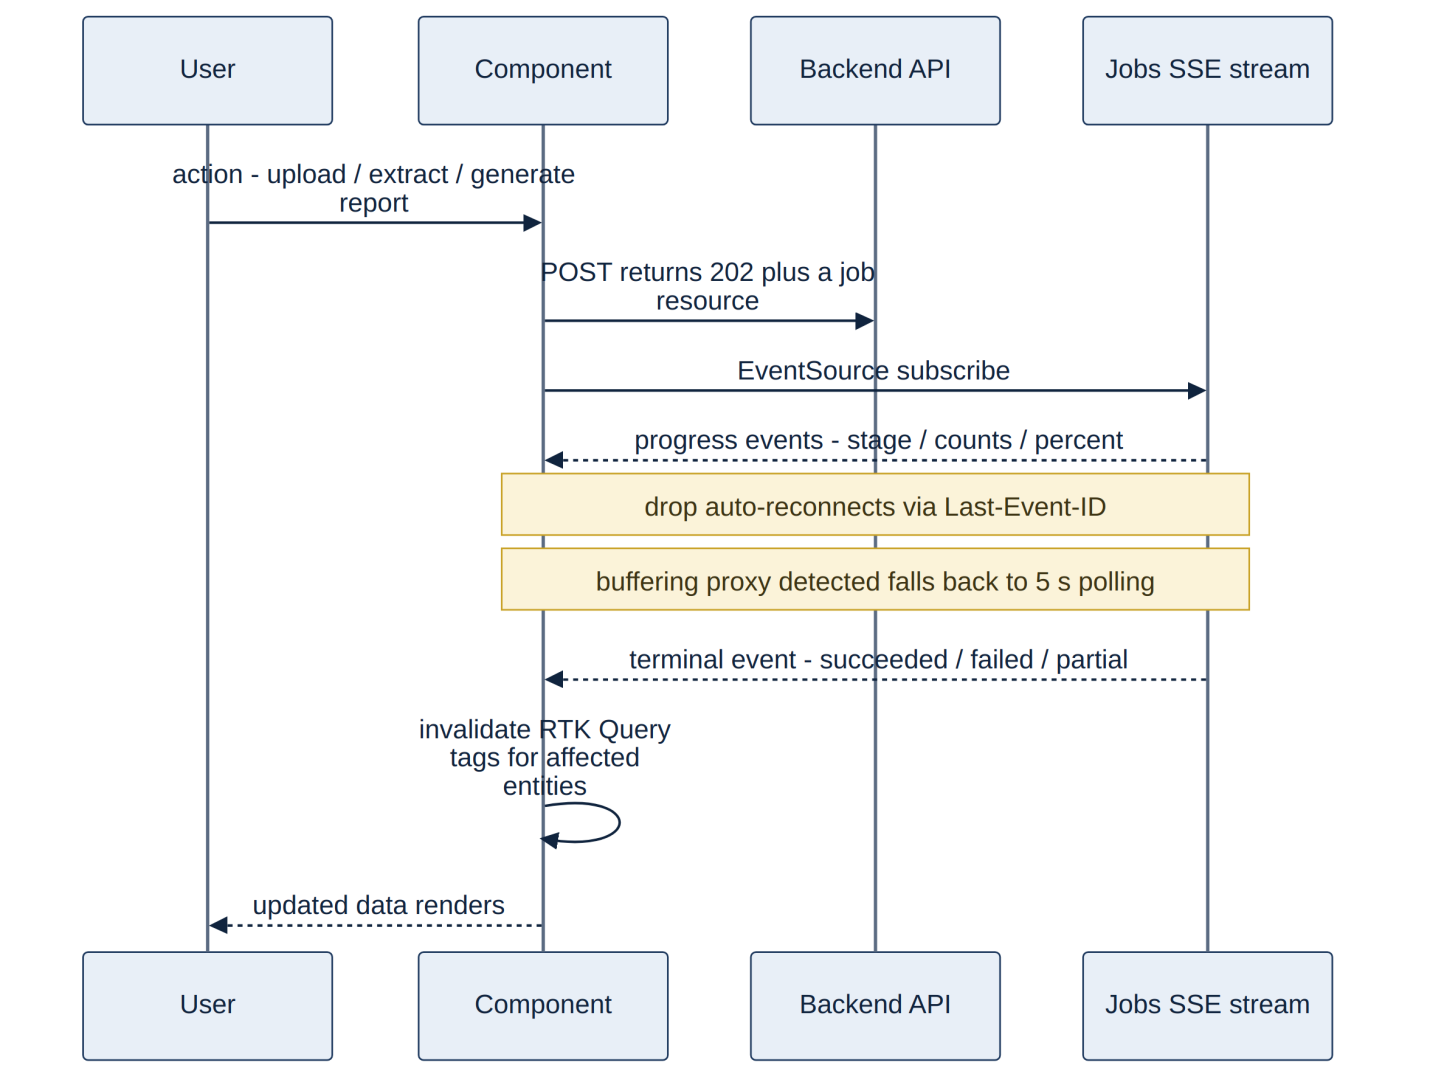 User
Component
Backend API
Jobs SSE stream
action - upload / extract / generate
report
POST returns 202 plus a job
resource
EventSource subscribe
progress events - stage / counts / percent
drop auto-reconnects via Last-Event-ID
buffering proxy detected falls back to 5 s polling
terminal event - succeeded / failed / partial
invalidate RTK Query
tags for affected
entities
updated data renders
User
Component
Backend API
Jobs SSE stream